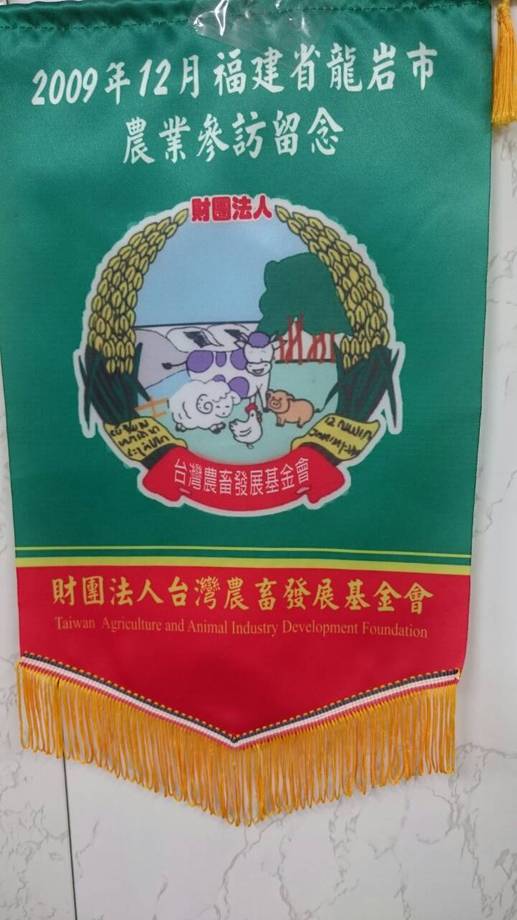 2009年12月福建省龍岩市
農業參訪留念
財團法人
台灣農畜發展基金會
財團法人台灣農畜發展基金會
Taiwan Agriculture and Animal Industry Development Foundation